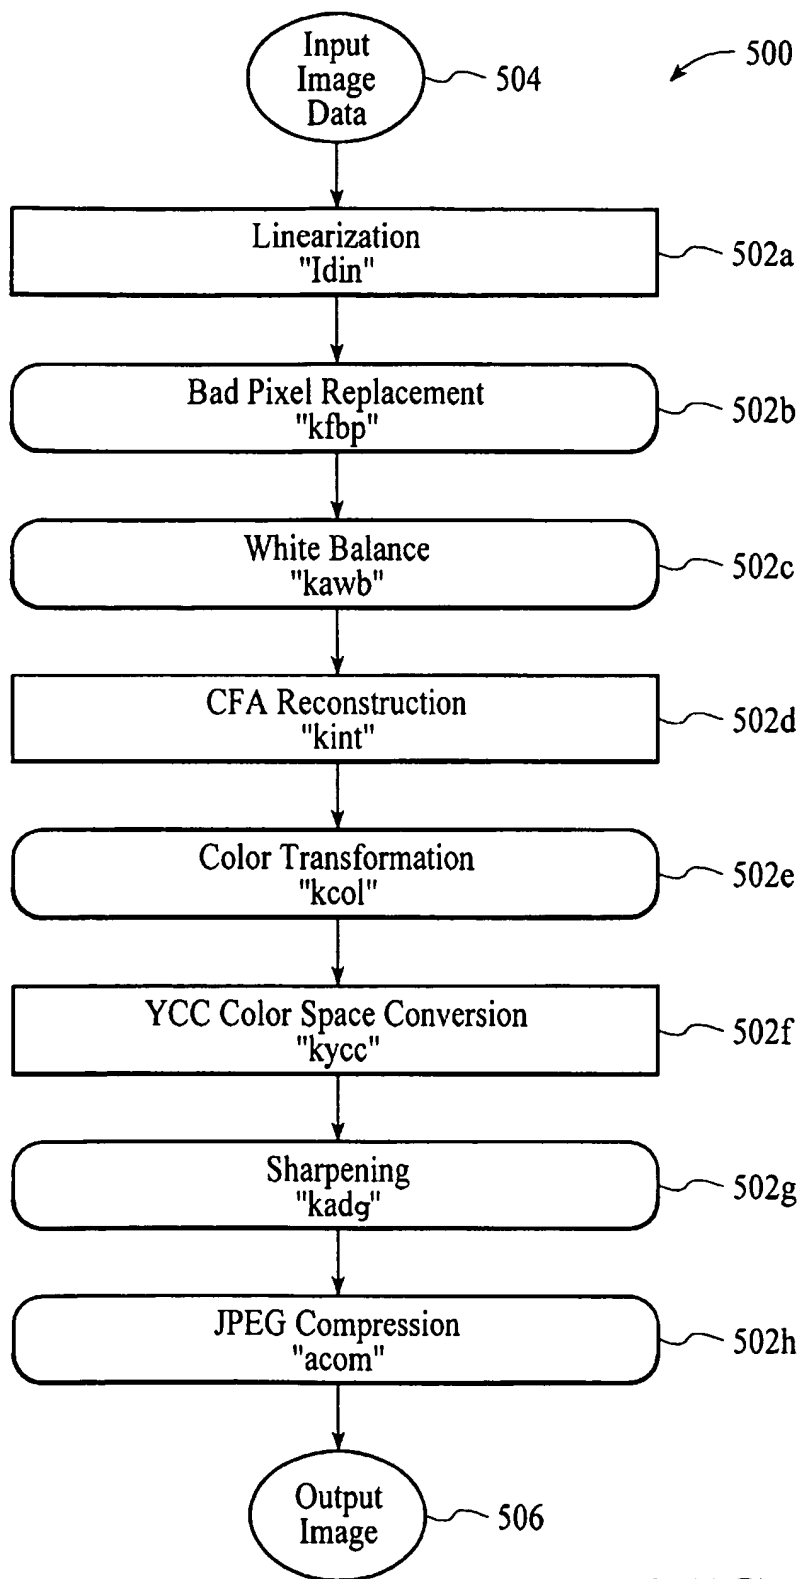 Input
Image
Data
504
500
Linearization
"Idin"
502a
Bad Pixel Replacement
"kfbp"
502b
White Balance
"kawb"
502c
CFA Reconstruction
"kint"
502d
Color Transformation
"kcol"
502e
YCC Color Space Conversion
"kycc"
502f
Sharpening
"kadg"
502g
JPEG Compression
"acom"
502h
Output
Image
506